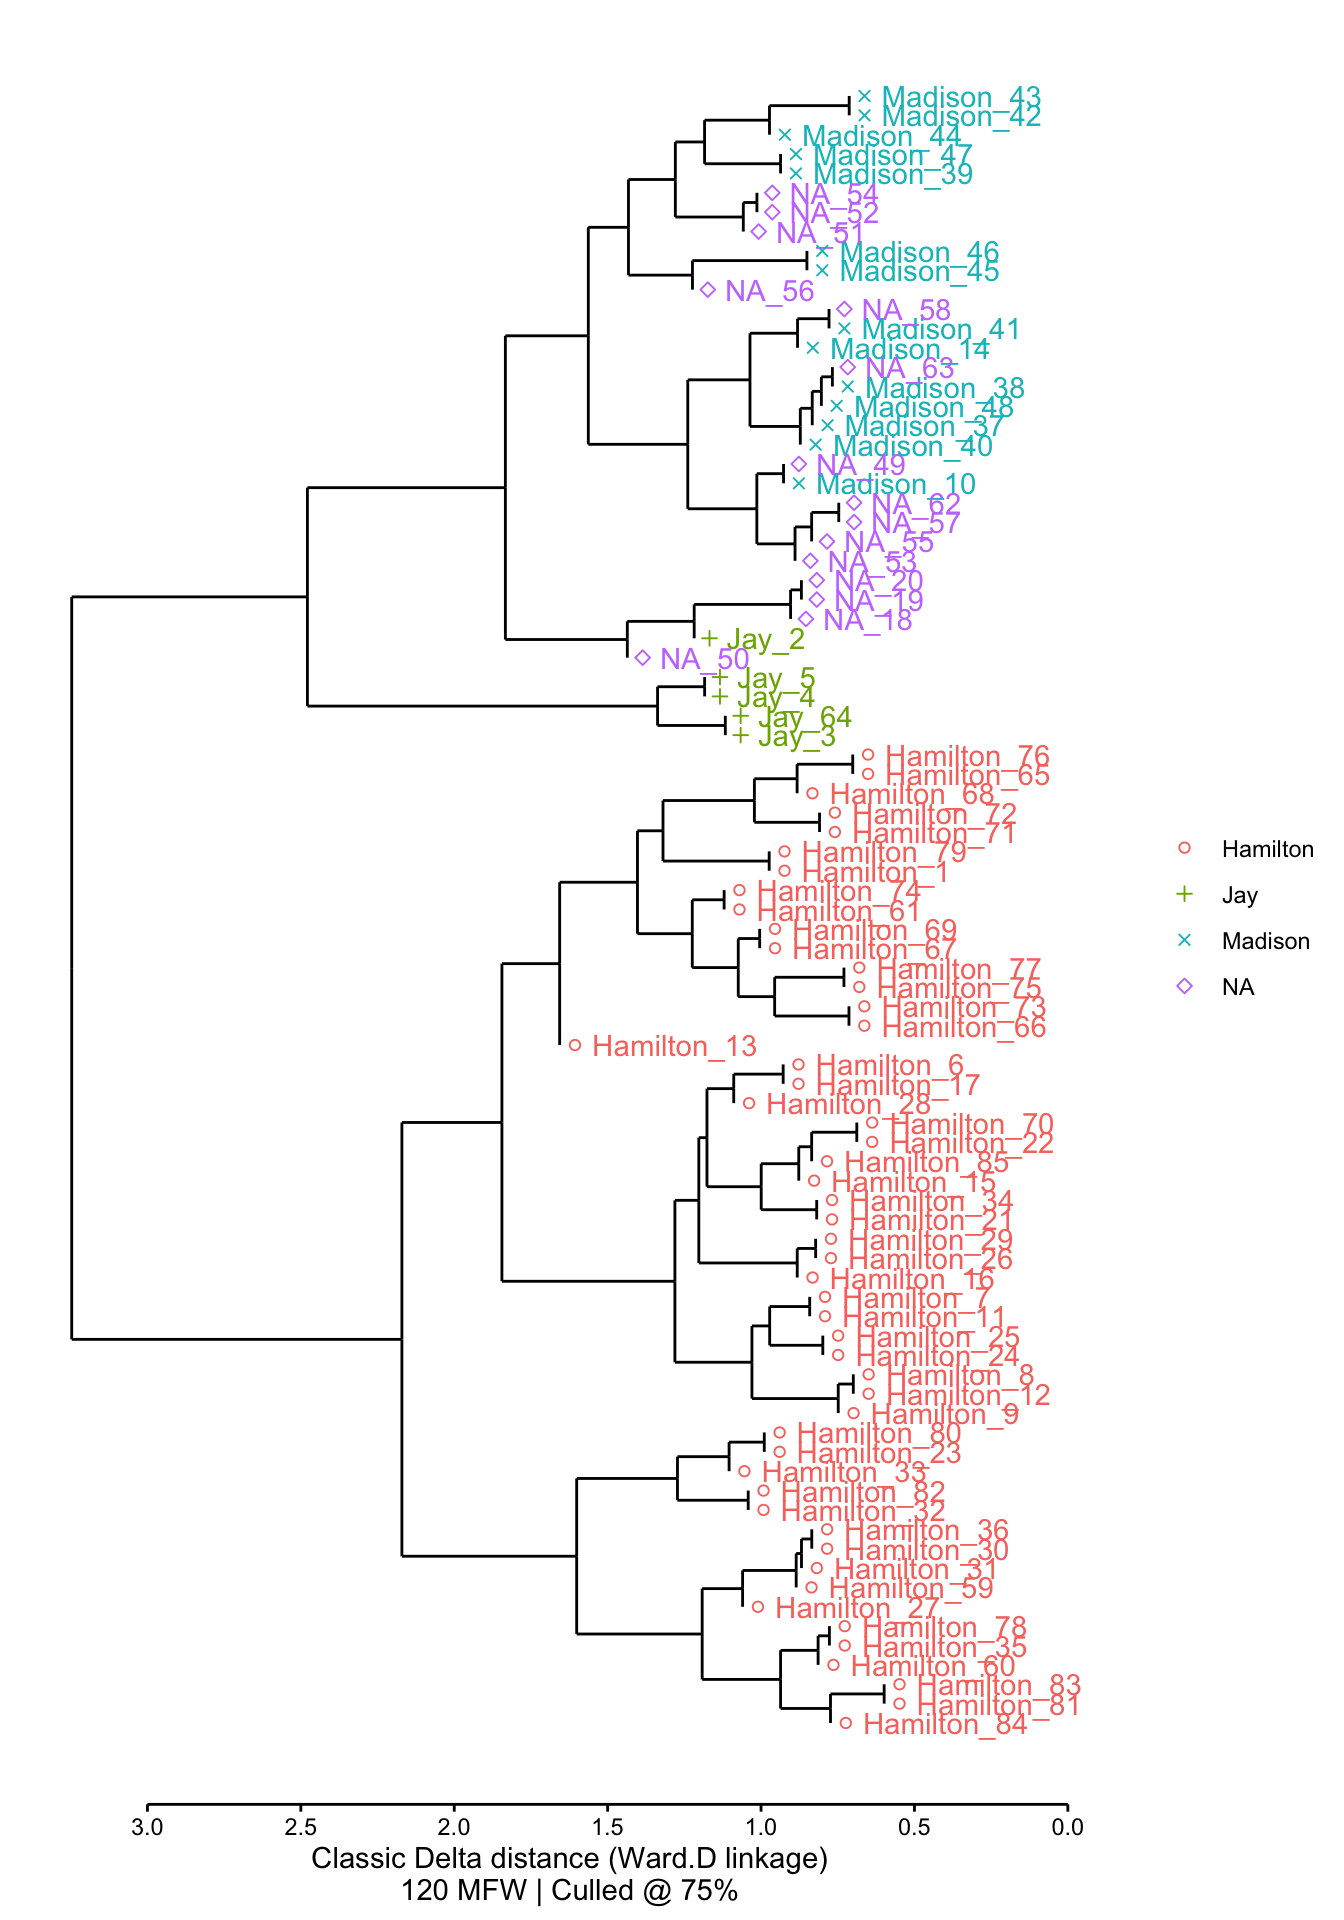 Madison_43
Madison_42
Madison_44
Madison_47
Madison_39
NA_54
NA_52
NA_51
Madison_46
Madison_45
NA_56
NA_58
Madison_41
Madison_14
NA_63
Madison_38
Madison_48
Madison_37
Madison_40
NA_49
Madison_10
NA_62
NA_57
NA_55
NA_53
NA_20
NA_19
NA_18
Jay_2
NA_50
Jay_5
Jay_4
Jay_64
Jay_3
Hamilton_76
Hamilton_65
Hamilton_68
Hamilton_72
Hamilton_71
Hamilton_79
Hamilton_1
Hamilton_74
Hamilton_61
Hamilton_69
Hamilton_67
Hamilton_77
Hamilton_75
Hamilton_73
Hamilton_66
Hamilton_13
Hamilton_6
Hamilton_17
Hamilton_28
Hamilton_70
Hamilton_22
Hamilton_85
Hamilton_15
Hamilton_34
Hamilton_21
Hamilton_29
Hamilton_26
Hamilton_16
Hamilton_7
Hamilton_11
Hamilton_25
Hamilton_24
Hamilton_8
Hamilton_12
Hamilton_9
Hamilton_80
Hamilton_23
Hamilton_33
Hamilton_82
Hamilton_32
Hamilton_36
Hamilton_30
Hamilton_31
Hamilton_59
Hamilton_27
Hamilton_78
Hamilton_35
Hamilton_60
Hamilton_83
Hamilton_81
Hamilton_84
Hamilton
Jay
Madison
NA
3.0 2.5 2.0 1.5 1.0 0.5 0.0
Classic Delta distance (Ward.D linkage)
120 MFW | Culled @ 75%